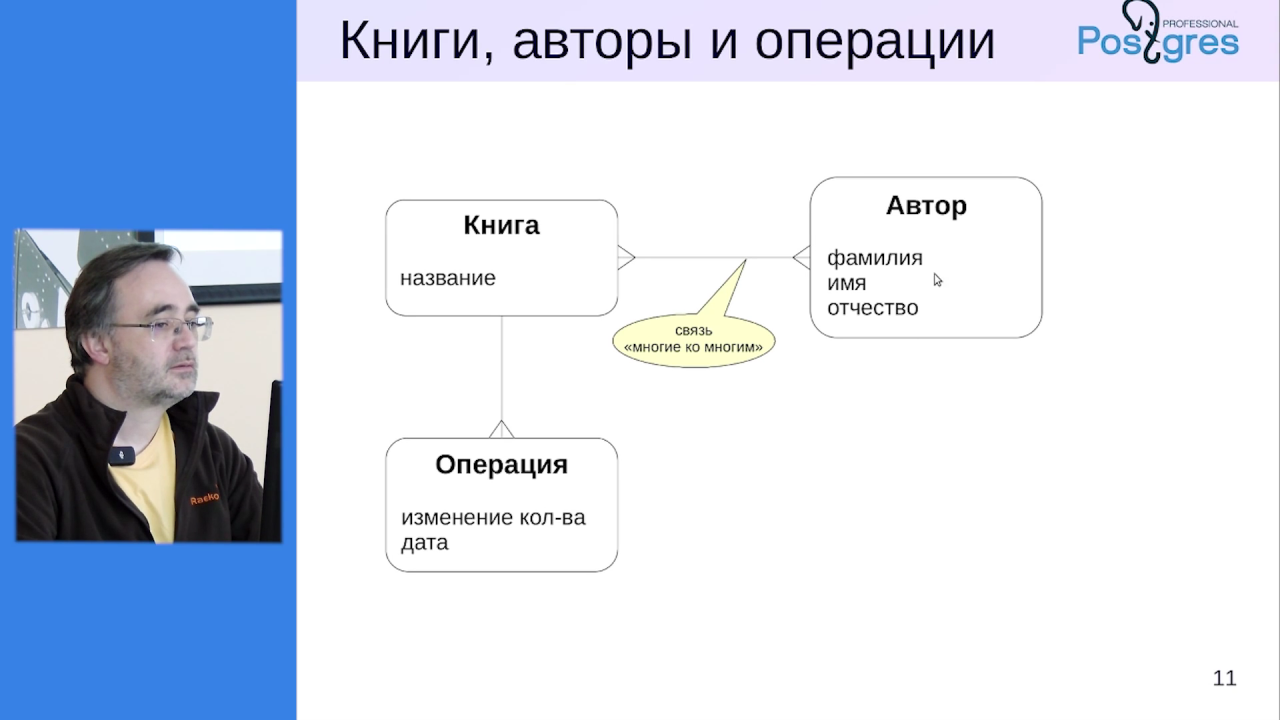 Книги, авторы и операции
PROFESSIONAL
Postgres
Книга
название
Автор
фамилия
имя
отчество
связь
«многие ко многим»
Операция
изменение кол-ва
дата
11